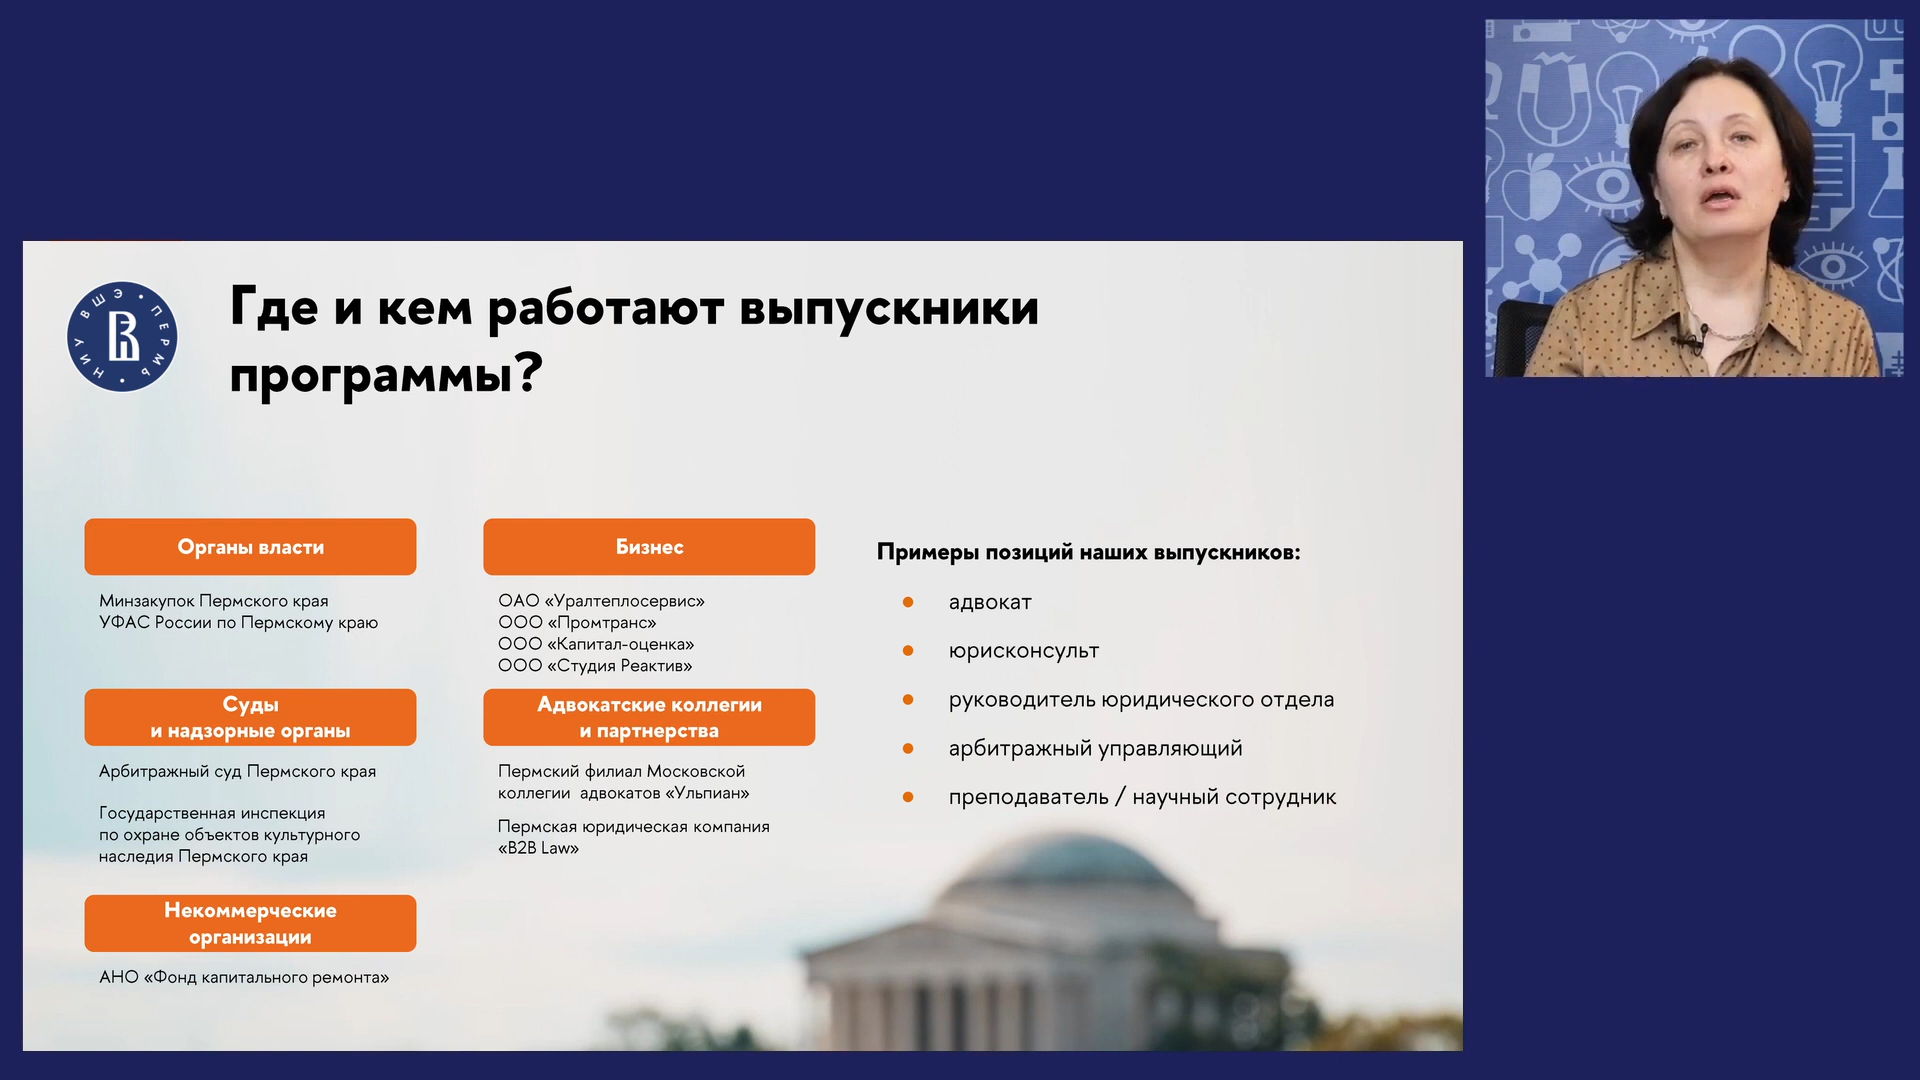 НИУ ВШЭ • ПЕРМЬ •
Где и кем работают выпускники
программы?
Органы власти
Минзакупок Пермского края
УФАС России по Пермскому краю
Суды
и надзорные органы
Арбитражный суд Пермского края
Государственная инспекция
по охране объектов культурного
наследия Пермского края
Некоммерческие
организации
АНО «Фонд капитального ремонта»
Бизнес
ОАО «Уралтеплосервис»
ООО «Промтранс»
ООО «Капитал-оценка»
ООО «Студия Реактив»
Адвокатские коллегии
и партнерства
Пермский филиал Московской
коллегии адвокатов «Ульпиан»
Пермская юридическая компания
«B2B Law»
Примеры позиций наших выпускников:
• адвокат
• юрисконсульт
• руководитель юридического отдела
• арбитражный управляющий
• преподаватель / научный сотрудник